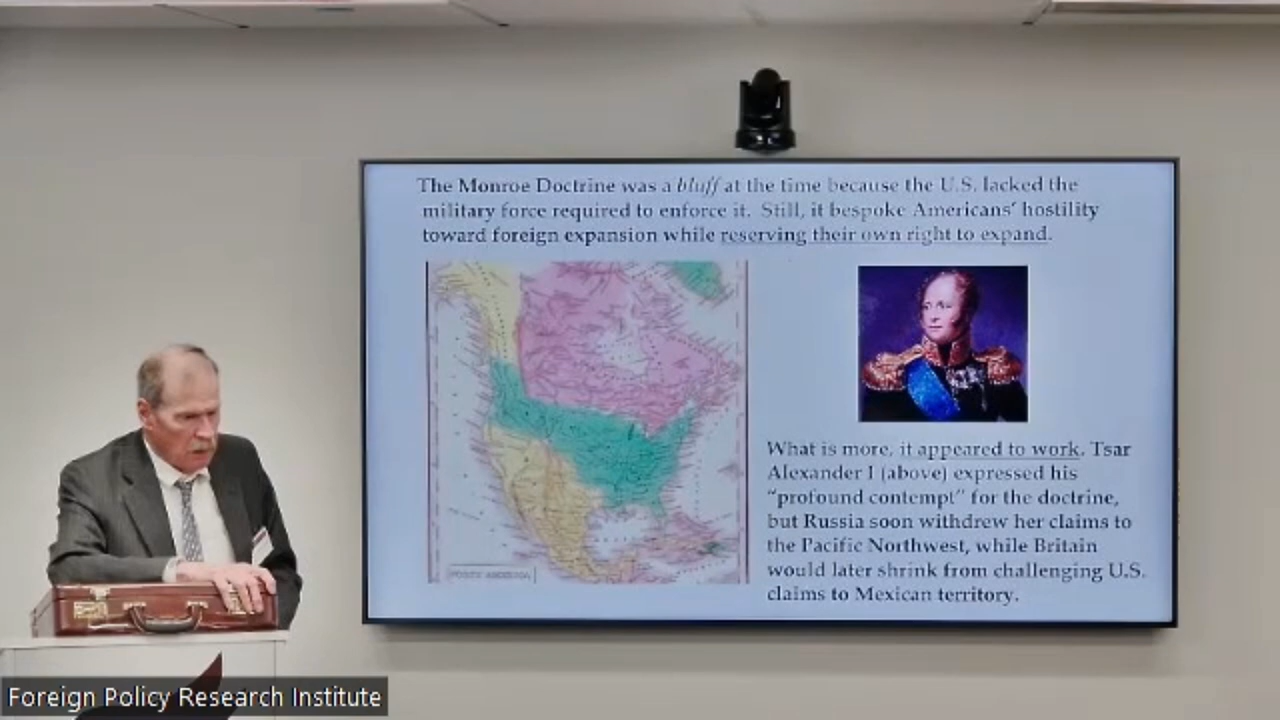 The Monroe Doctrine was a bluff at the time because the U.S. lacked the
military force required to enforce it. Still, it bespoke Americans' hostility
toward foreign expansion while reserving their own right to expand.
NORTH AMERICA
What is more, it appeared to work. Tsar
Alexander I (above) expressed his
"profound contempt" for the doctrine,
but Russia soon withdrew her claims to
the Pacific Northwest, while Britain
would later shrink from challenging U.S.
claims to Mexican territory.
Foreign Policy Research Institute